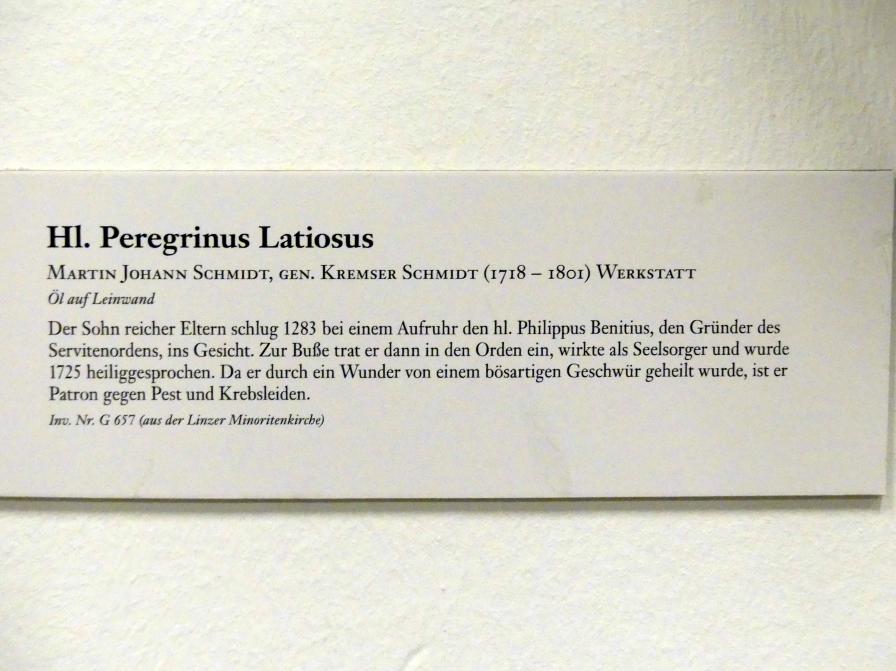 Hl. Peregrinus Latiosus
Martin Johann Schmidt, gen. Kremser Schmidt (1718 – 1801) Werkstatt
Öl auf Leinwand
Der Sohn reicher Eltern schlug 1283 bei einem Aufruhr den hl. Philippus Benitius, den Gründer des
Servitenordens, ins Gesicht. Zur Buße trat er dann in den Orden ein, wirkte als Seelsorger und wurde
1725 heiliggesprochen. Da er durch ein Wunder von einem bösartigen Geschwür geheilt wurde, ist er
Patron gegen Pest und Krebsleiden.
Inv. Nr. G 657 (aus der Linzer Minoritenkirche)